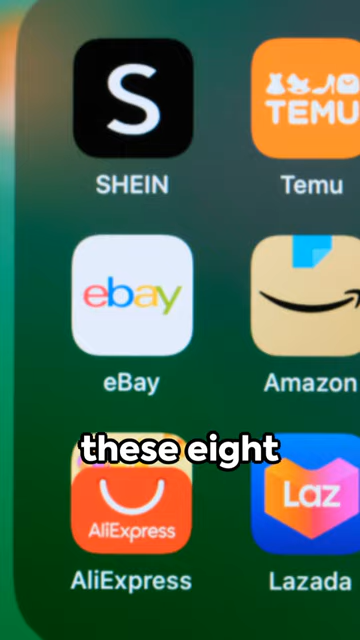 S
TEMU
SHEIN
Temu
ebay
eBay
Amazon
these eight
AliExpress
Laz
AliExpress
Lazada